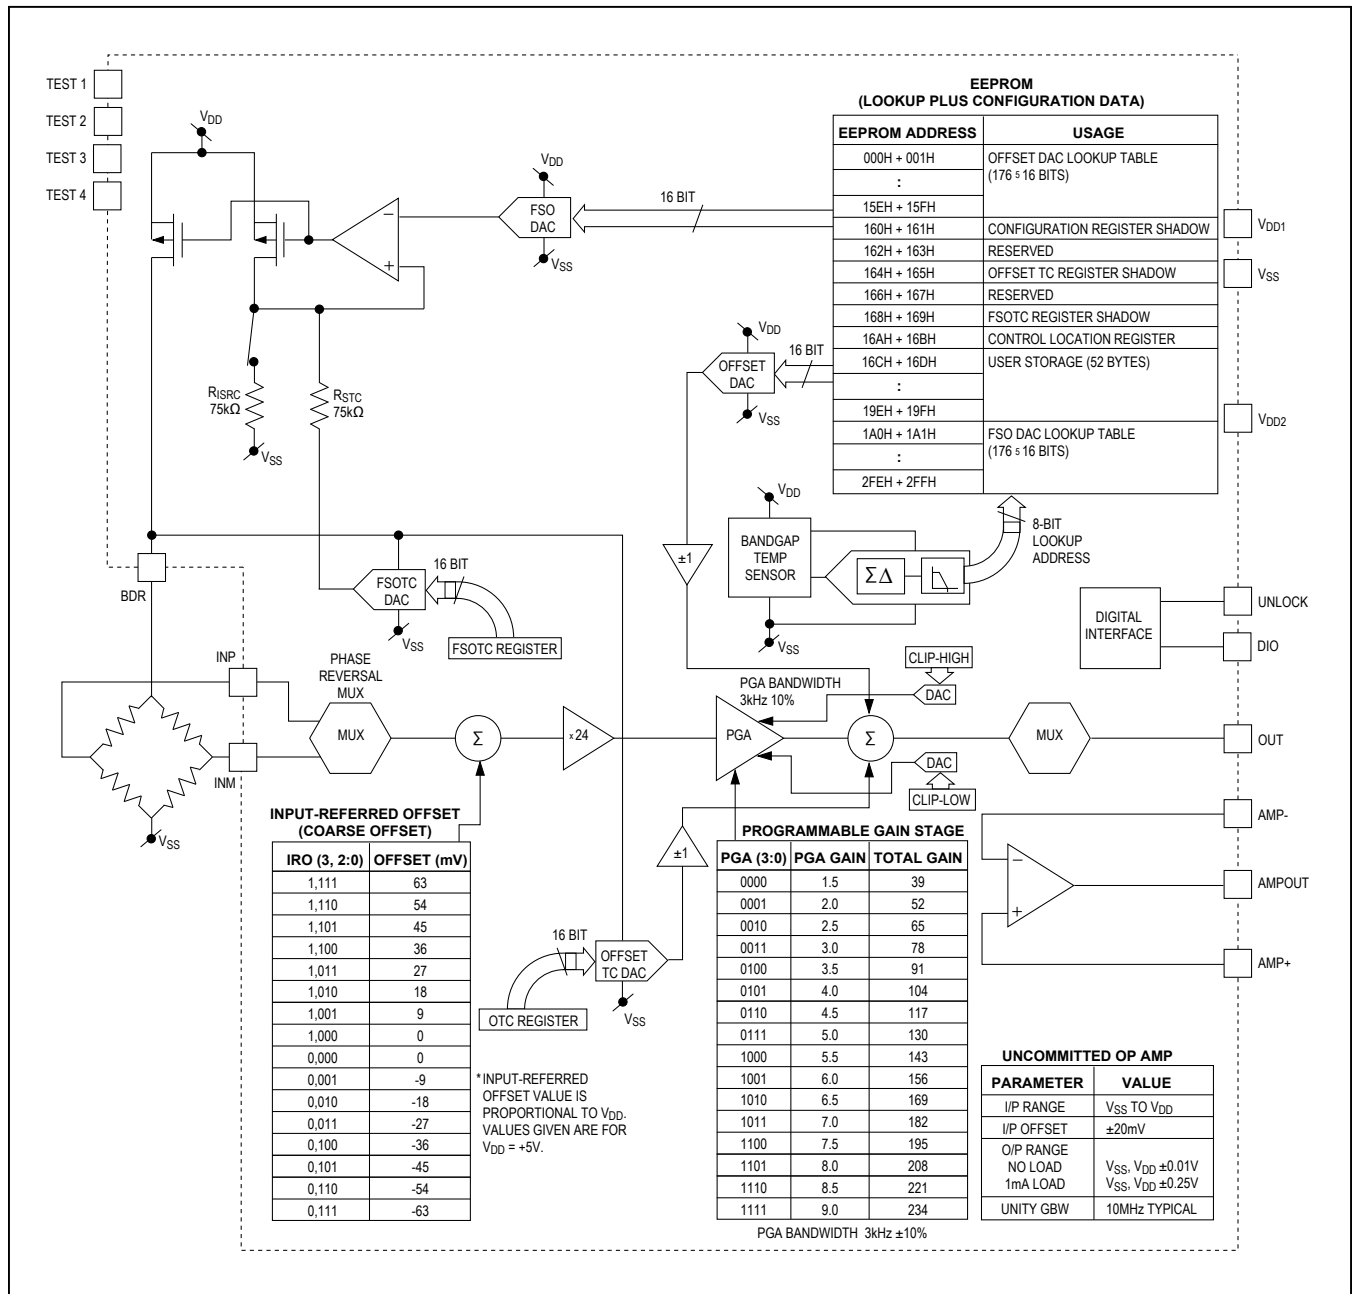 TEST 1
TEST 2
TEST 3
TEST 4
VDD
VDD
FSO
DAC
VSS
16 BIT
EEPROM
(LOOKUP PLUS CONFIGURATION DATA)
EEPROM ADDRESS USAGE
000H + 001H OFFSET DAC LOOKUP TABLE
: (176 5 16 BITS)
15EH + 15FH
160H + 161H CONFIGURATION REGISTER SHADOW
162H + 163H RESERVED
164H + 165H OFFSET TC REGISTER SHADOW
166H + 167H RESERVED
168H + 169H FSOTC REGISTER SHADOW
16AH + 16BH CONTROL LOCATION REGISTER
16CH + 16DH USER STORAGE (52 BYTES)
:
19EH + 19FH
1A0H + 1A1H FSO DAC LOOKUP TABLE
: (176 5 16 BITS)
2FEH + 2FFH
VDD1
VSS
VDD2
−
+
RISRC
75kΩ
RSTC
75kΩ
VSS
VDD
OFFSET
DAC
16 BIT
VSS
±1
VDD
BANDGAP
TEMP
SENSOR
ΣΔ
8-BIT
LOOKUP
ADDRESS
VSS
BDR
FSOTC
DAC
16 BIT
VSS
FSOTC REGISTER
DIGITAL
INTERFACE
UNLOCK
DIO
INP
INM
PHASE
REVERSAL
MUX
MUX
Σ
x 24
PGA BANDWIDTH
3kHz 10%
PGA
CLIP-HIGH
DAC
Σ
DAC
CLIP-LOW
MUX
OUT
VSS
INPUT-REFERRED OFFSET
(COARSE OFFSET)
IRO (3, 2:0) OFFSET (mV)
1,111 63
1,110 54
1,101 45
1,100 36
1,011 27
1,010 18
1,001 9
1,000 0
0,000 0
0,001 -9
0,010 -18
0,011 -27
0,100 -36
0,101 -45
0,110 -54
0,111 -63
±1
16 BIT
OFFSET
TC DAC
VSS
OTC REGISTER
*INPUT-REFERRED
OFFSET VALUE IS
PROPORTIONAL TO VDD.
VALUES GIVEN ARE FOR
VDD = +5V.
PROGRAMMABLE GAIN STAGE
PGA (3:0) PGA GAIN TOTAL GAIN
0000 1.5 39
0001 2.0 52
0010 2.5 65
0011 3.0 78
0100 3.5 91
0101 4.0 104
0110 4.5 117
0111 5.0 130
1000 5.5 143
1001 6.0 156
1010 6.5 169
1011 7.0 182
1100 7.5 195
1101 8.0 208
1110 8.5 221
1111 9.0 234
PGA BANDWIDTH 3kHz ±10%
AMP-
−
AMPOUT
+
AMP+
UNCOMMITTED OP AMP
PARAMETER VALUE
I/P RANGE VSS TO VDD
I/P OFFSET ±20mV
O/P RANGE
NO LOAD VSS, VDD ±0.01V
1mA LOAD VSS, VDD ±0.25V
UNITY GBW 10MHz TYPICAL